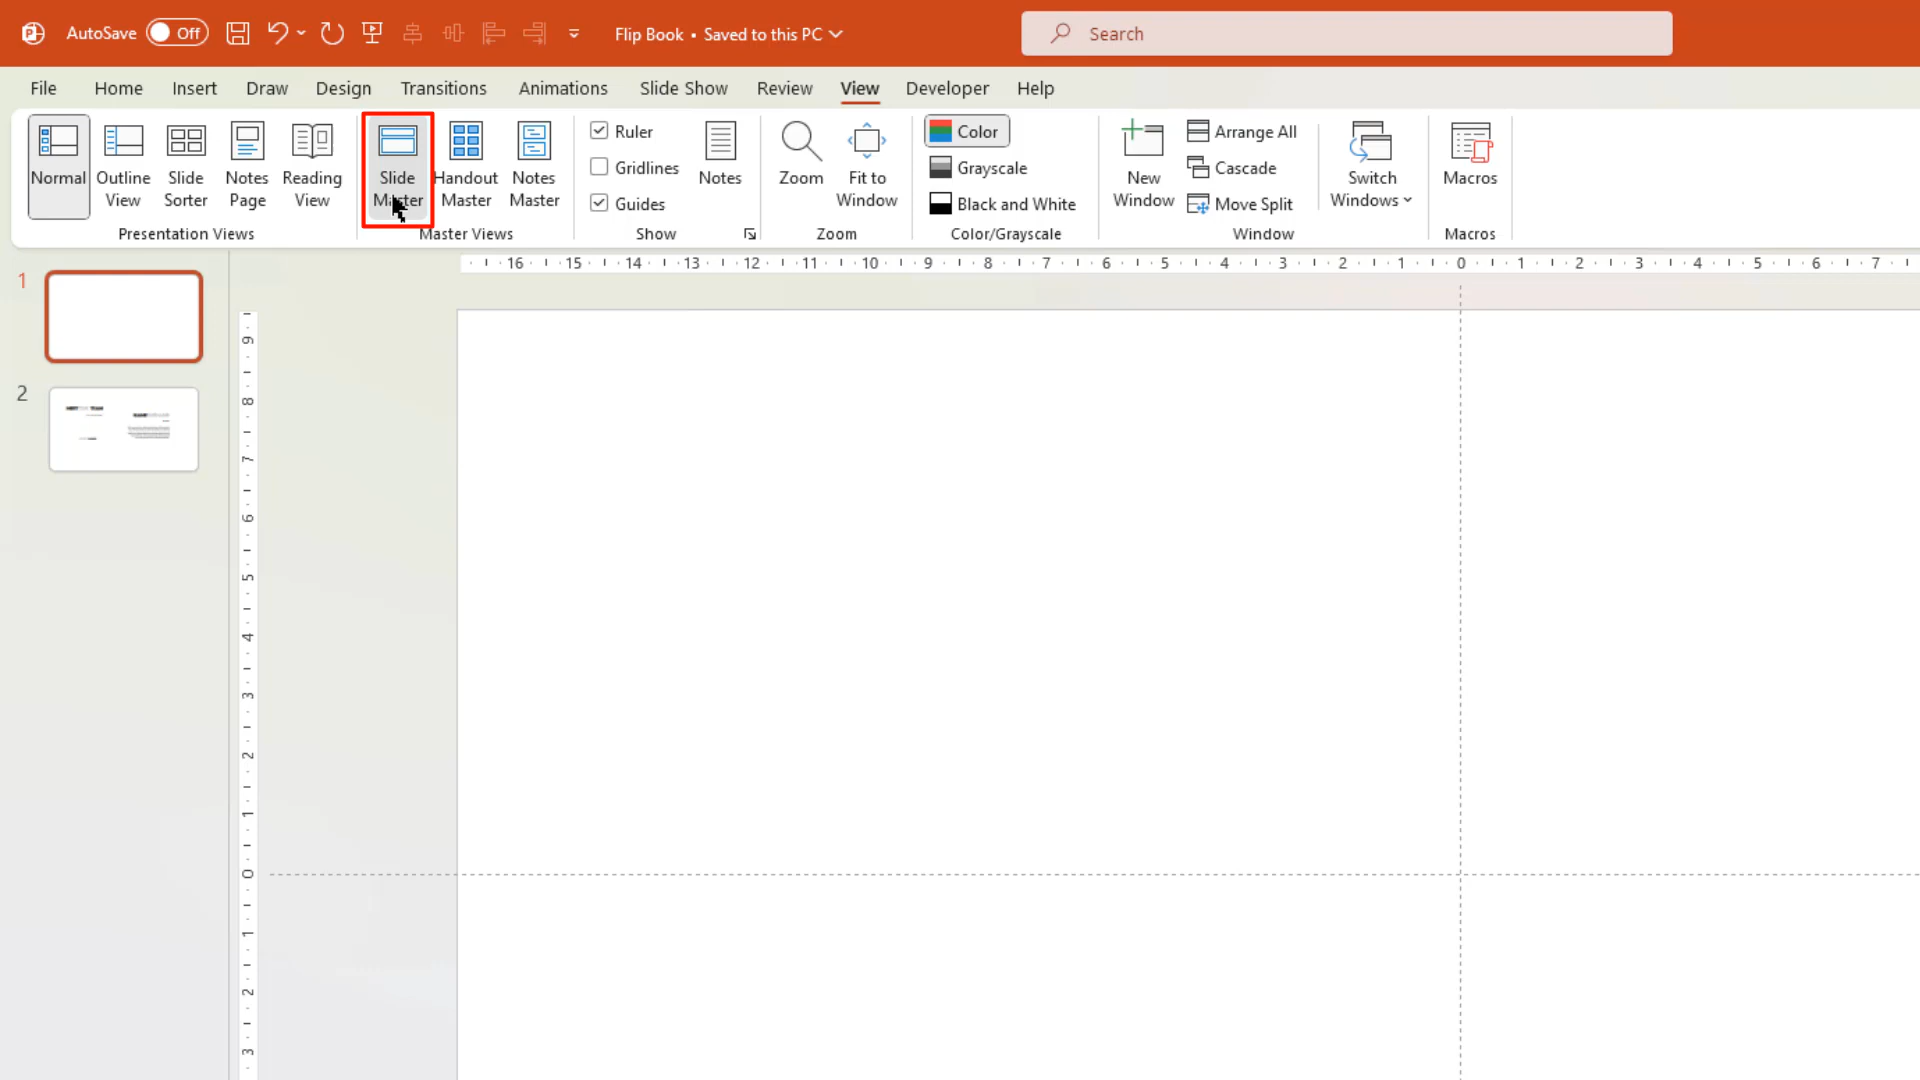 AutoSave Off Flip Book • Saved to this PC Search
File Home Insert Draw Design Transitions Animations Slide Show Review View Developer Help
Normal
Outline View
Slide Sorter
Notes Page
Reading View
Presentation Views
Slide Master
Handout Master
Notes Master
Master Views
Ruler
Gridlines
Guides
Notes
Show
Zoom
Fit to Window
Zoom
Color
Grayscale
Black and White
Color/Grayscale
New Window
Arrange All
Cascade
Move Split
Switch Windows
Window
Macros
Macros
16 15 14 13 12 11 10 9 8 7 6 5 4 3 2 1 0 1 2 3 4 5 6 7
1
2
9
8
7
6
5
4
3
2
1
0
1
2
3